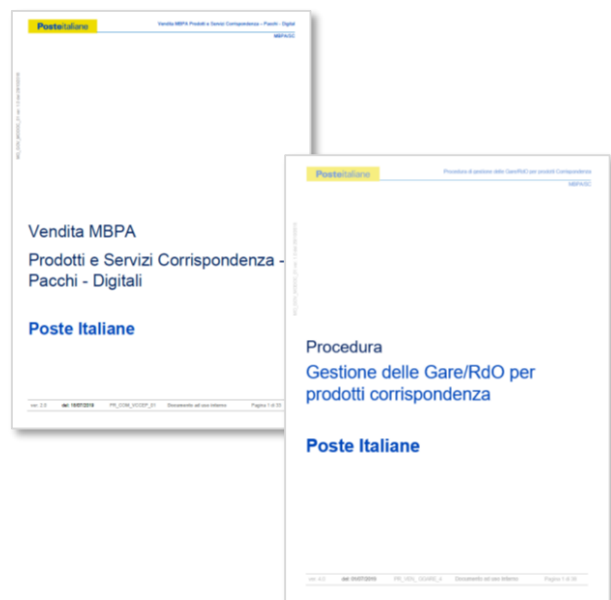 Posteitaliane
Vendita MBPA Prodotti e Servizi Corrispondenza – Pacchi - Digital
MBPA/SC
Vendita MBPA
Prodotti e Servizi Corrispondenza -
Pacchi - Digitali
Poste Italiane
Documento ad uso interno
Posteitaliane
Procedura di gestione delle Gare/RdO per prodotti Corrispondenza
MBPA/SC
Procedura
Gestione delle Gare/RdO per
prodotti corrispondenza
Poste Italiane
Documento ad uso interno